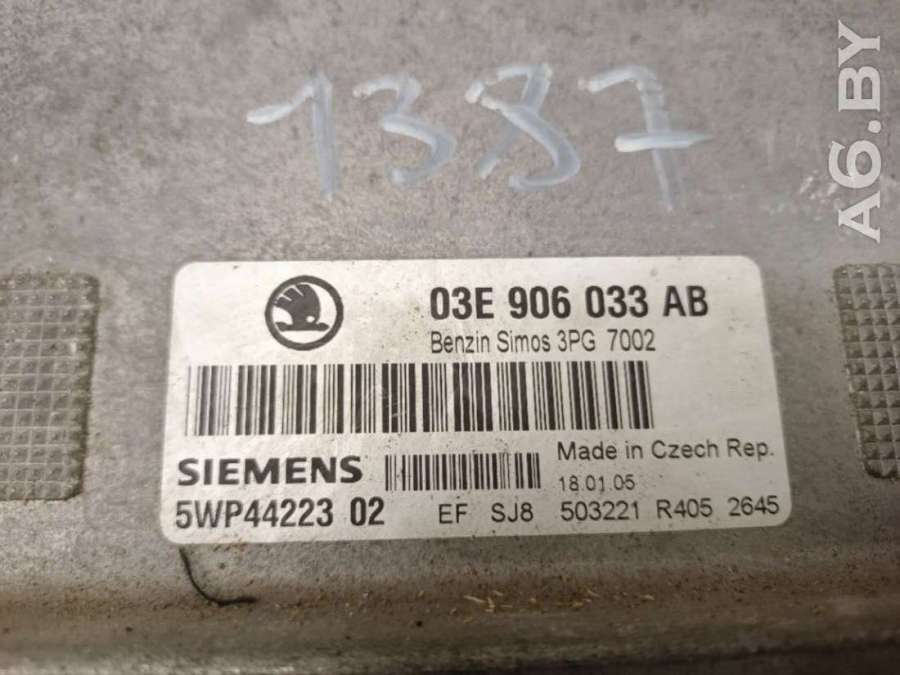 1387
A6.BY
03E 906 033 AB
Benzin Simos 3PG 7002
SIEMENS
Made in Czech Rep.
18.01.05
5WP44223 02
EF SJ8 503221 R405 2645